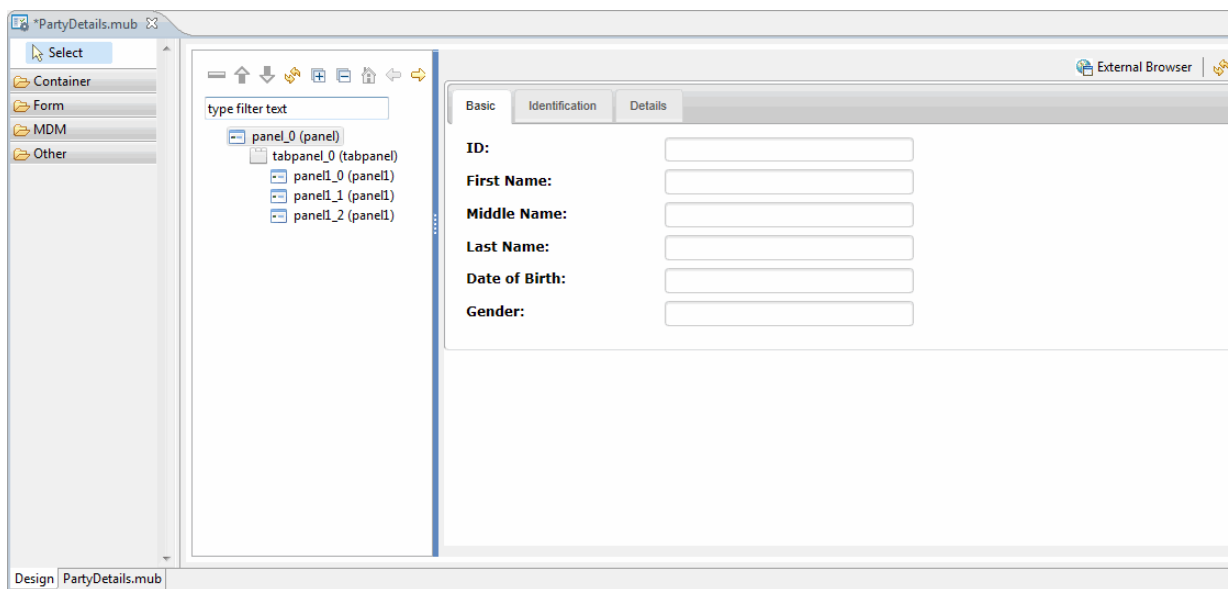 *PartyDetails.mub
Select
Container
Form
MDM
Other
type filter text
panel_0 (panel)
tabpanel_0 (tabpanel)
panel1_0 (panel1)
panel1_1 (panel1)
panel1_2 (panel1)
External Browser
Basic Identification Details
ID:
First Name:
Middle Name:
Last Name:
Date of Birth:
Gender:
Design PartyDetails.mub